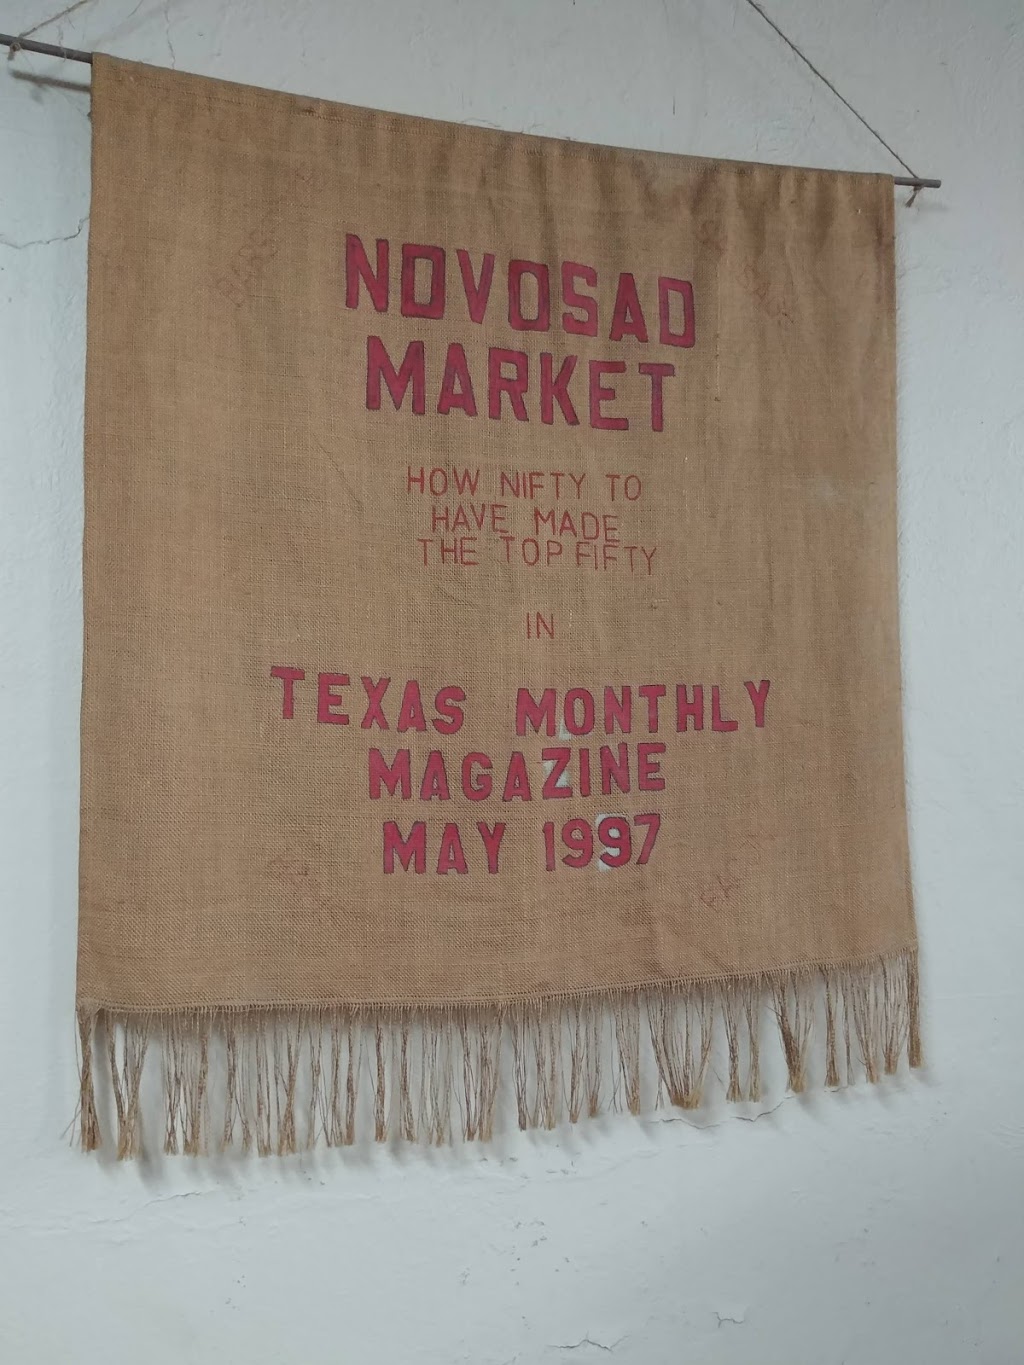 NOVOSAD
MARKET
HOW NIFTY TO
HAVE MADE
THE TOP FIFTY
IN
TEXAS MONTHLY
MAGAZINE
MAY 1997